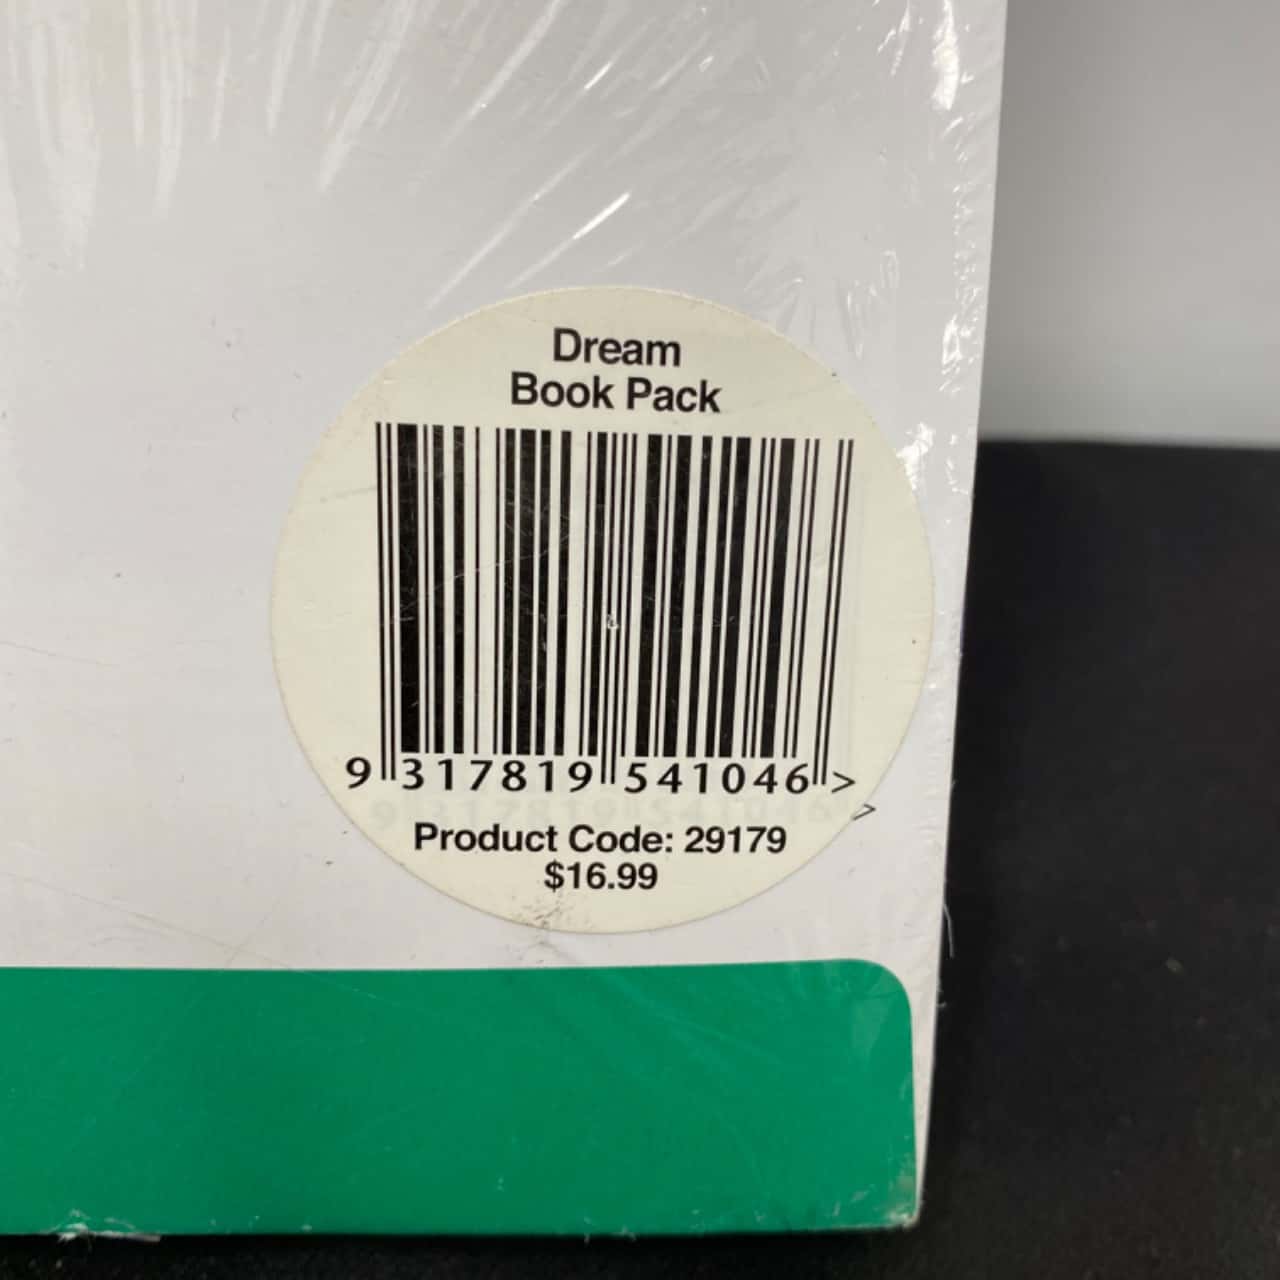 Dream
Book Pack
9 317819 541046 >
Product Code: 29179
$16.99